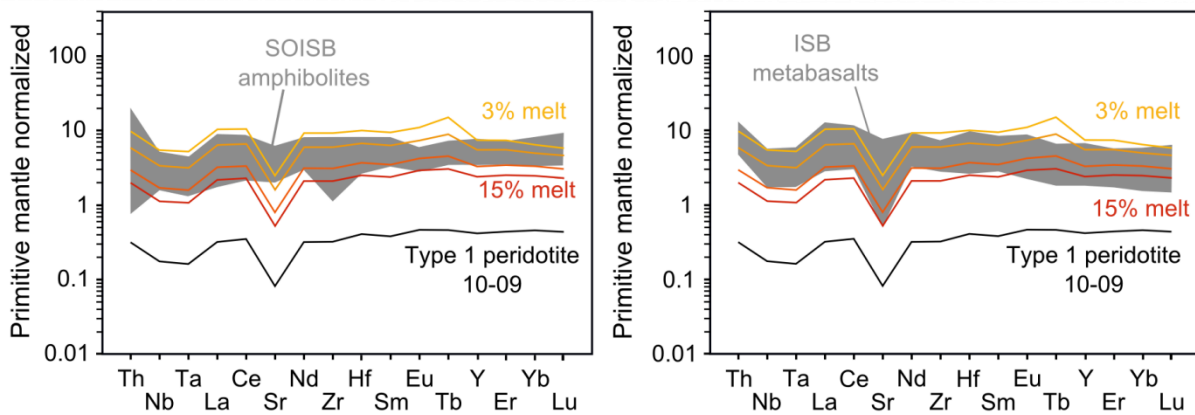 Primitive mantle normalized
100
10
1
0.1
0.01
SOISB
amphibolites
3% melt
15% melt
Type 1 peridotite
10-09
Th Nb Ta La Ce Sr Nd Zr Hf Sm Eu Tb Y Er Yb Lu
Primitive mantle normalized
100
10
1
0.1
0.01
ISB
metabasalts
3% melt
15% melt
Type 1 peridotite
10-09
Th Nb Ta La Ce Sr Nd Zr Hf Sm Eu Tb Y Er Yb Lu